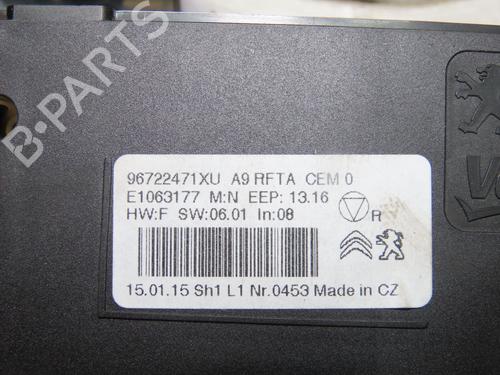 B-PARTS
96722471XU A9 RFTA CEM 0
E1063177 M:N EEP: 13.16
HW:F SW:06.01 In:08
R
15.01.15 Sh1 L1 Nr.0453 Made in CZ